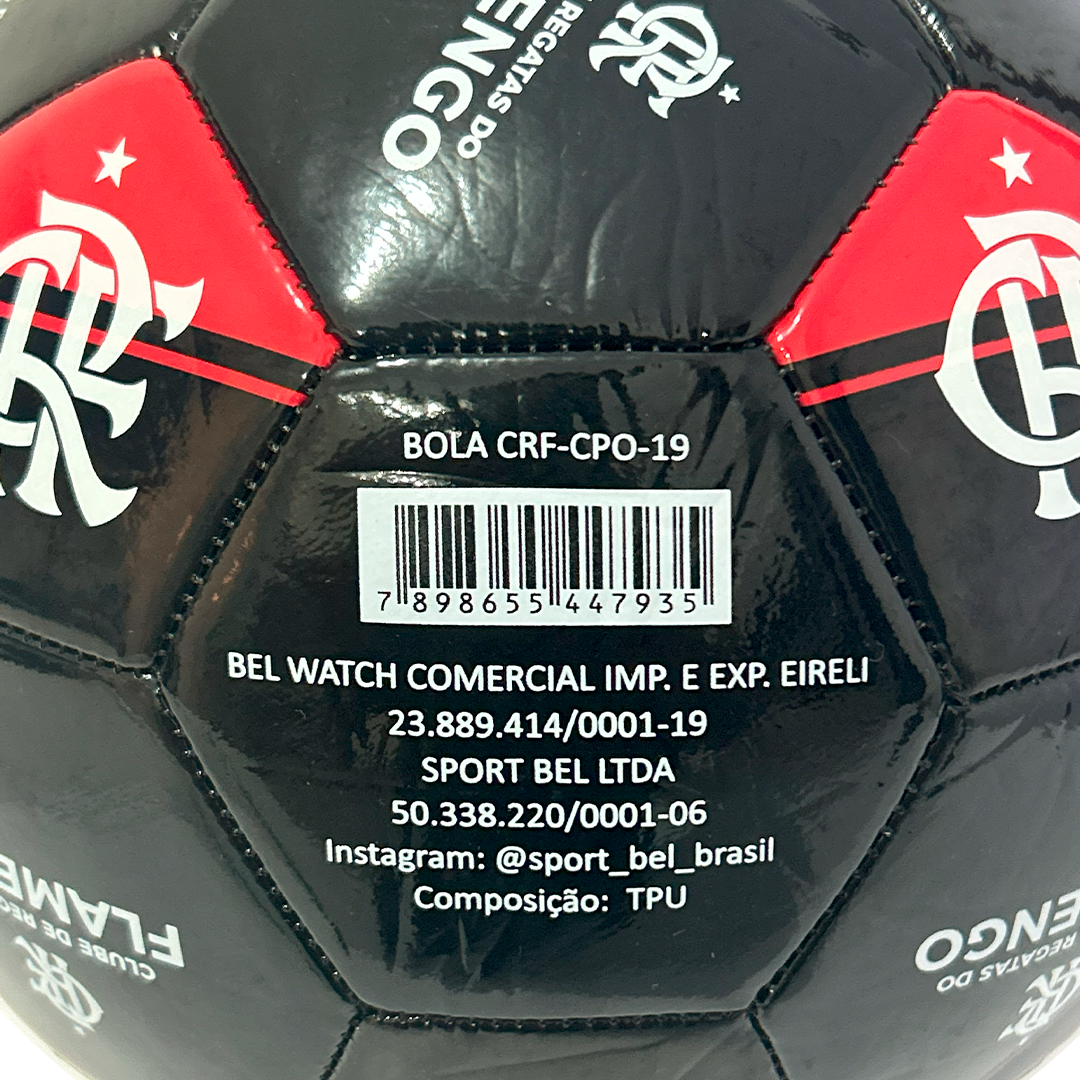 ENGO
REGATAS DO
BOLA CRF-CPO-19
7 898655 447935
BEL WATCH COMERCIAL IMP. E EXP. EIRELI
23.889.414/0001-19
SPORT BEL LTDA
50.338.220/0001-06
Instagram: @sport_bel_brasil
Composição: TPU
FLAME
CLUBE DE REG
ENGO
REGATAS DO